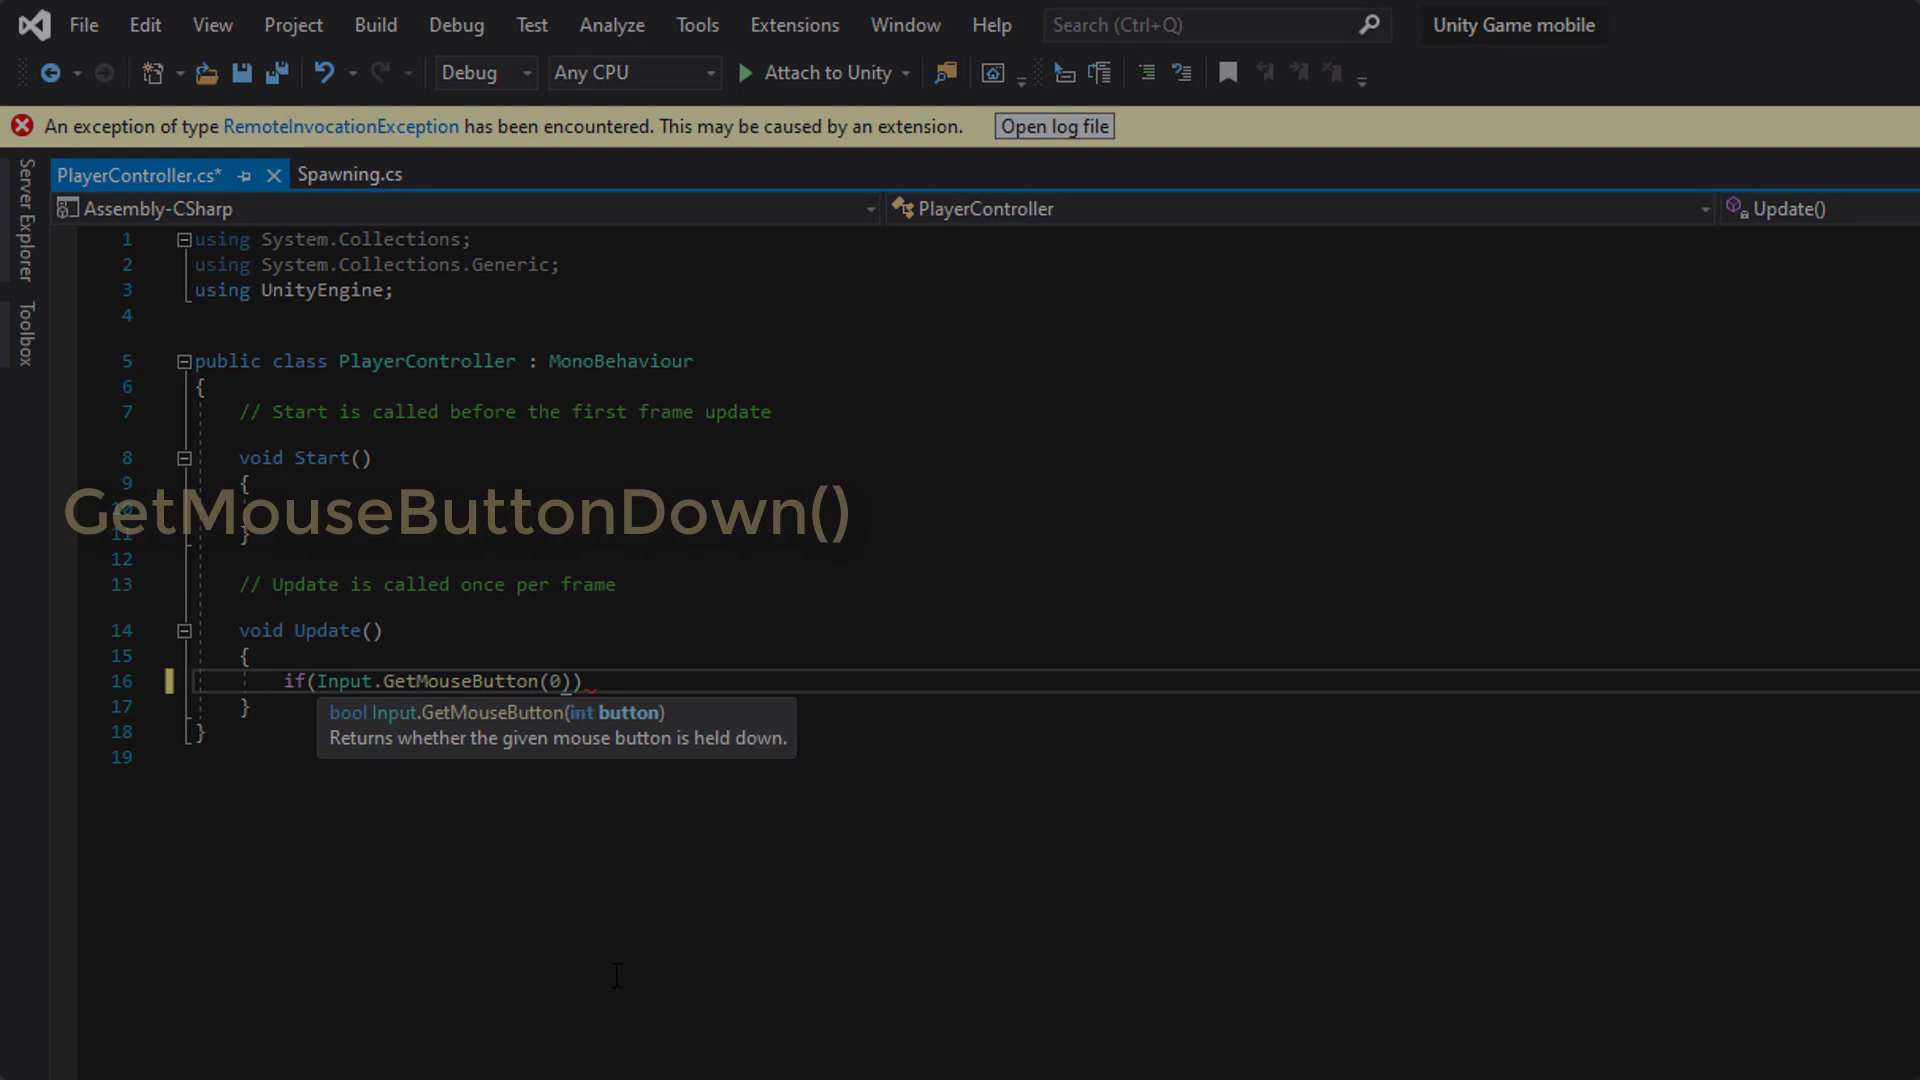 File Edit View Project Build Debug Test Analyze Tools Extensions Window Help Search (Ctrl+Q) Unity Game mobile
Debug Any CPU Attach to Unity
An exception of type RemoteInvocationException has been encountered. This may be caused by an extension. Open log file
Server Explorer
Toolbox
PlayerController.cs* Spawning.cs
Assembly-CSharp PlayerController Update()
1 using System.Collections;
2 using System.Collections.Generic;
3 using UnityEngine;
4
5 public class PlayerController : MonoBehaviour
6 {
7 // Start is called before the first frame update
8 void Start()
9 {
GetMouseButtonDown()
10
11 }
12
13 // Update is called once per frame
14 void Update()
15 {
16 if(Input.GetMouseButton(0))
17 }
bool Input.GetMouseButton(int button)
Returns whether the given mouse button is held down.
18 }
19